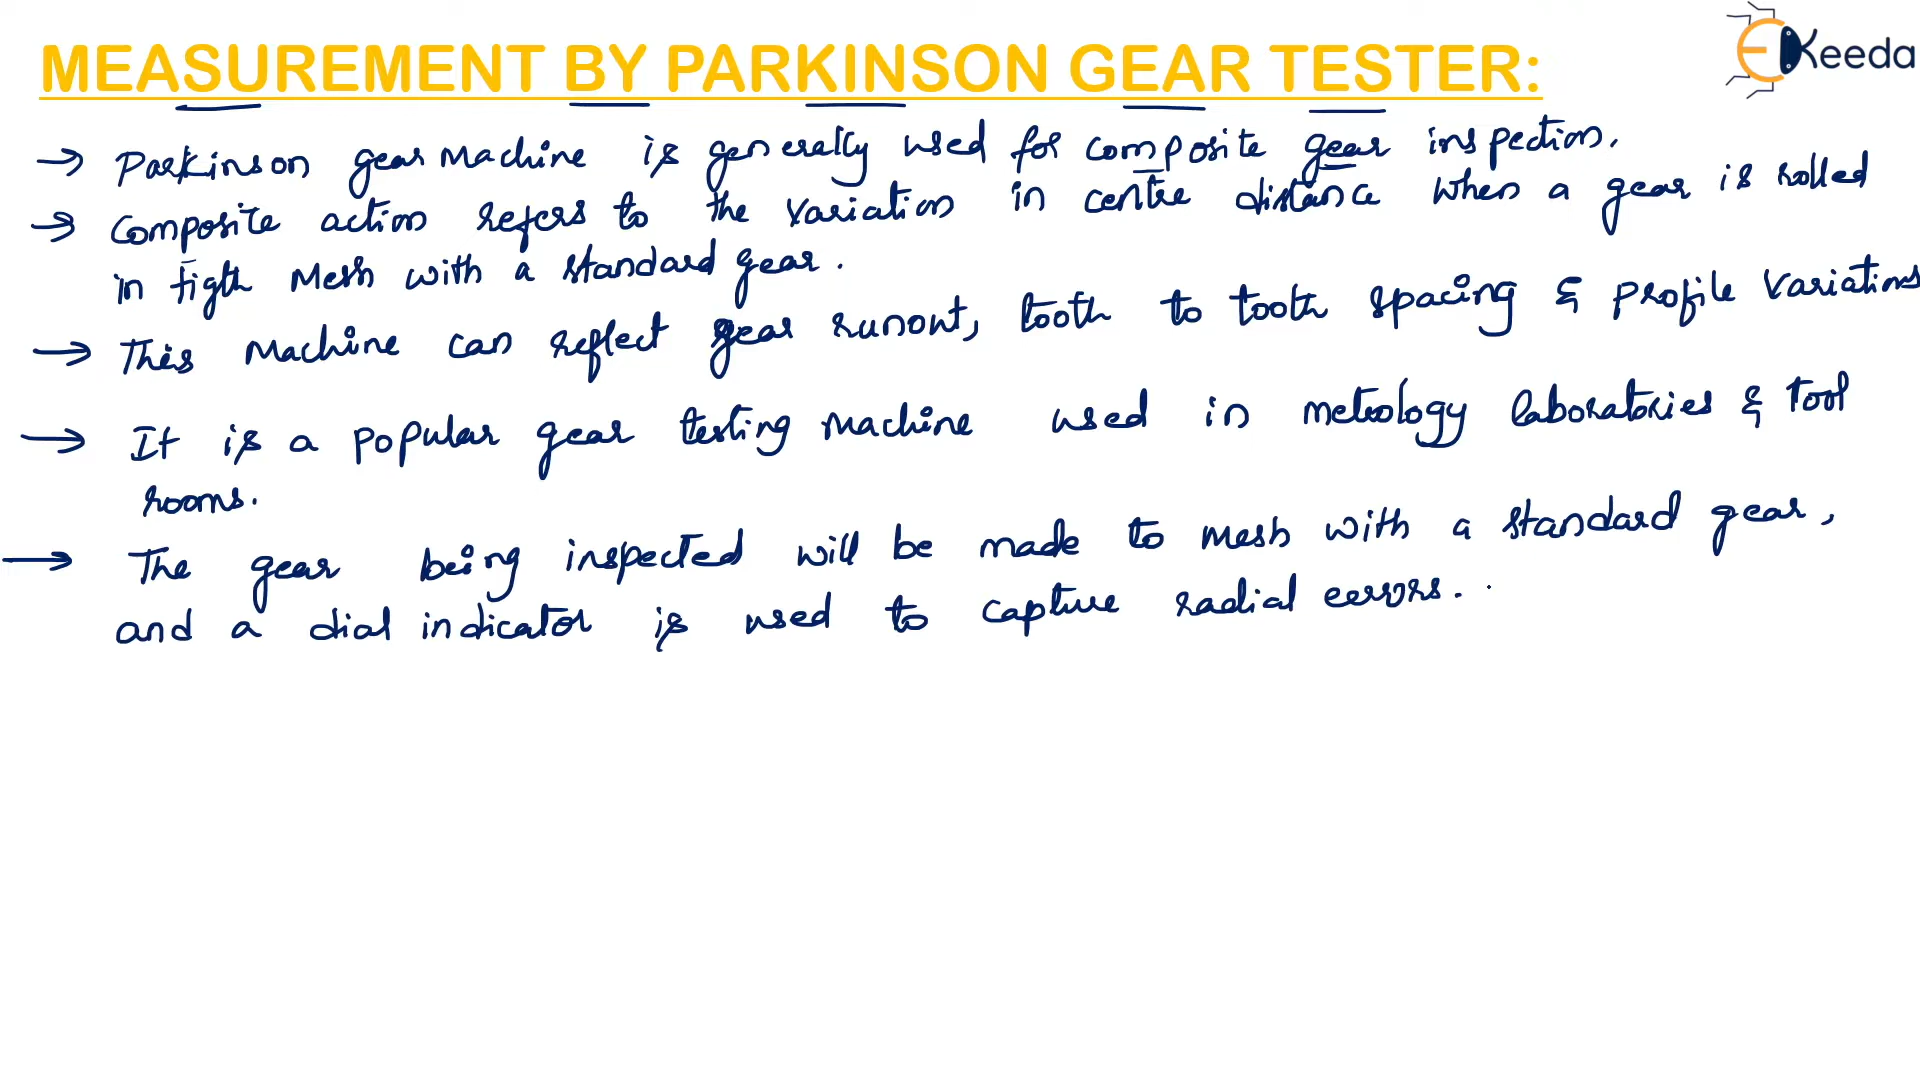 MEASUREMENT BY PARKINSON GEAR TESTER:
EKeeda
→ Parkinson gear Machine is generally used for composite gear inspection.
→ Composite action refers to the variation in centre distance when a gear is rolled
in tigth Mesh with a standard gear.
→ This Machine can reflect gear runout, tooth to tooth spacing & profile variations
→ It is a popular gear testing machine used in metrology laboratories & tool
rooms.
→ The gear being inspected will be made to mesh with a standard gear,
and a dial indicator is used to capture radial errors.